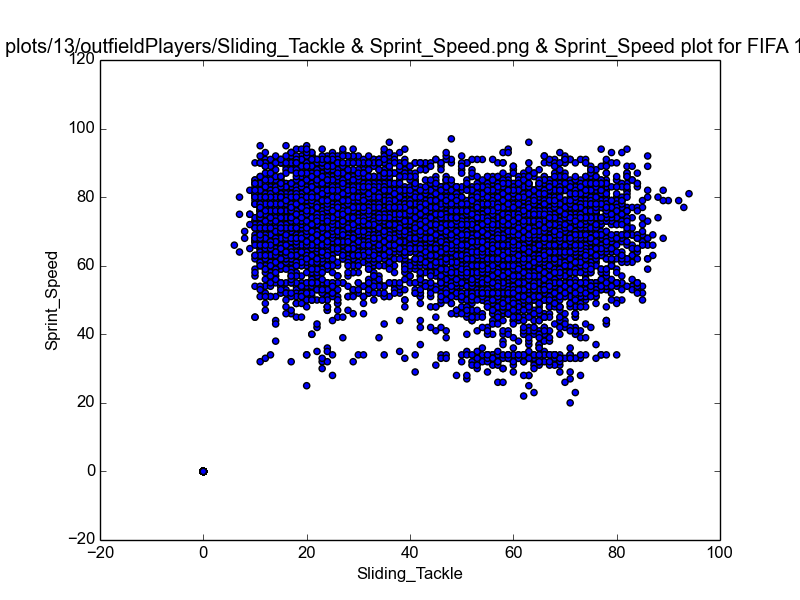 plots/13/outfieldPlayers/Sliding_Tackle & Sprint_Speed.png & Sprint_Speed plot for FIFA 1
120
100
80
60
40
20
0
−20
Sprint_Speed
−20 0 20 40 60 80 100
Sliding_Tackle